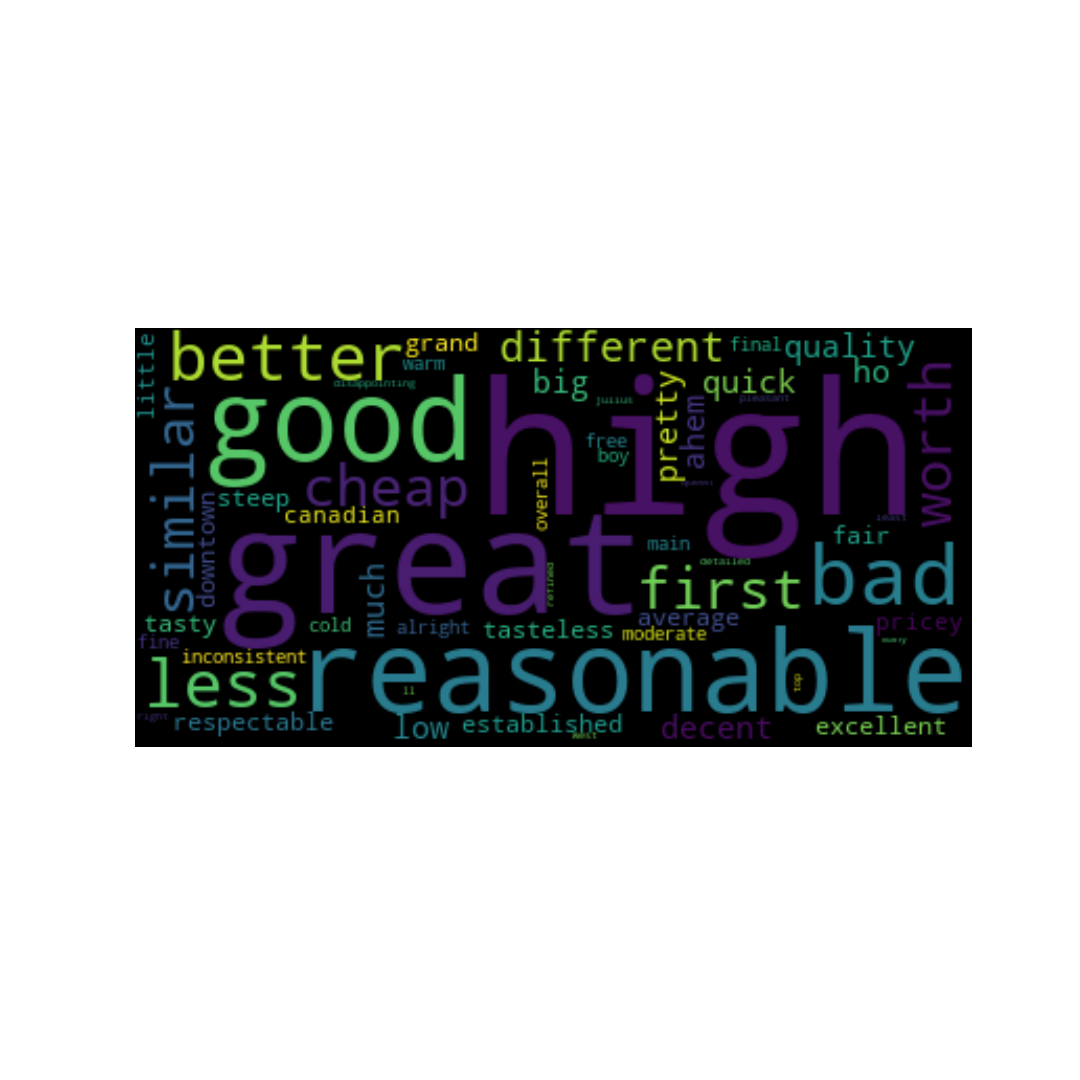 little
better
grand
warm
different
final
quality
ho
disappointing
big
quick
good
high
julius
pleasant
pretty
ahem
worth
similar
free
boy
cheap
steep
canadian
overall
downtown
great
main
fair
bad
least
detailed
first
much
refined
tasty
cold
alright
tasteless
average
moderate
pricey
fine
inconsistent
less
reasonable
11
top
right
respectable
low
established
west
decent
excellent